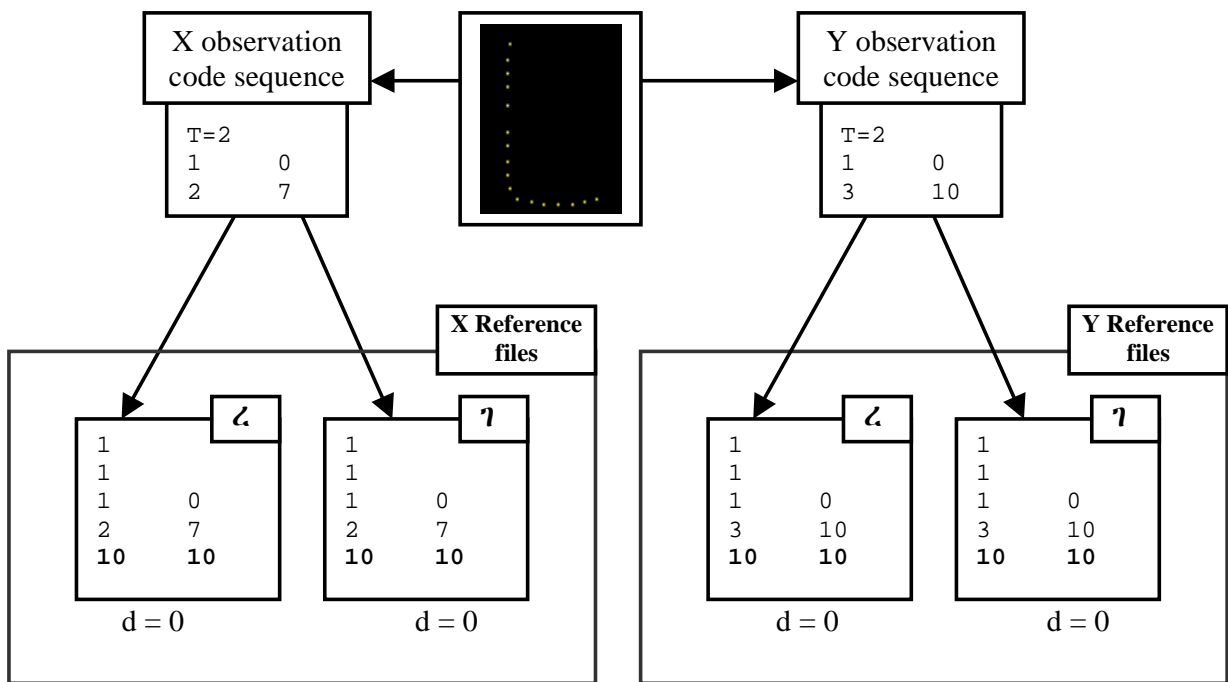 X observation
code sequence
Y observation
code sequence
T=2
1 0
2 7
T=2
1 0
3 10
X Reference
files
Y Reference
files
ረ
1
1
1 0
2 7
10 10
d = 0
ገ
1
1
1 0
2 7
10 10
d = 0
ረ
1
1
1 0
3 10
10 10
d = 0
ገ
1
1
1 0
3 10
10 10
d = 0